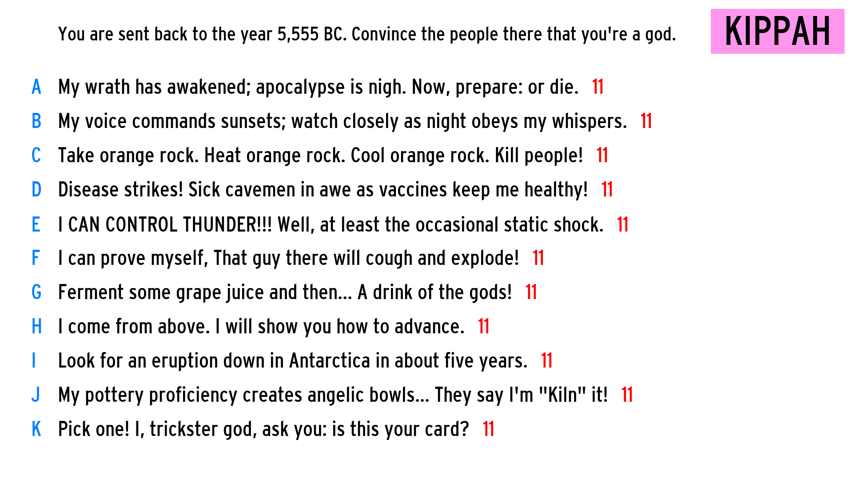 You are sent back to the year 5,555 BC. Convince the people there that you're a god.
KIPPAH
A My wrath has awakened; apocalypse is nigh. Now, prepare: or die. 11
B My voice commands sunsets; watch closely as night obeys my whispers. 11
C Take orange rock. Heat orange rock. Cool orange rock. Kill people! 11
D Disease strikes! Sick cavemen in awe as vaccines keep me healthy! 11
E I CAN CONTROL THUNDER!!! Well, at least the occasional static shock. 11
F I can prove myself, That guy there will cough and explode! 11
G Ferment some grape juice and then... A drink of the gods! 11
H I come from above. I will show you how to advance. 11
I Look for an eruption down in Antarctica in about five years. 11
J My pottery proficiency creates angelic bowls... They say I'm "Kiln" it! 11
K Pick one! I, trickster god, ask you: is this your card? 11